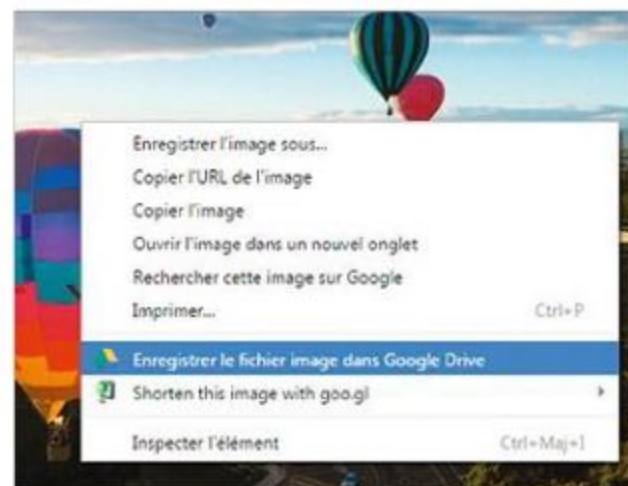 Enregistrer l'image sous...
Copier l'URL de l'image
Copier l'image
Ouvrir l'image dans un nouvel onglet
Rechercher cette image sur Google
Imprimer... Ctrl+P
Enregistrer le fichier image dans Google Drive
Shorten this image with goo.gl
Inspecter l'élément Ctrl+Maj+I